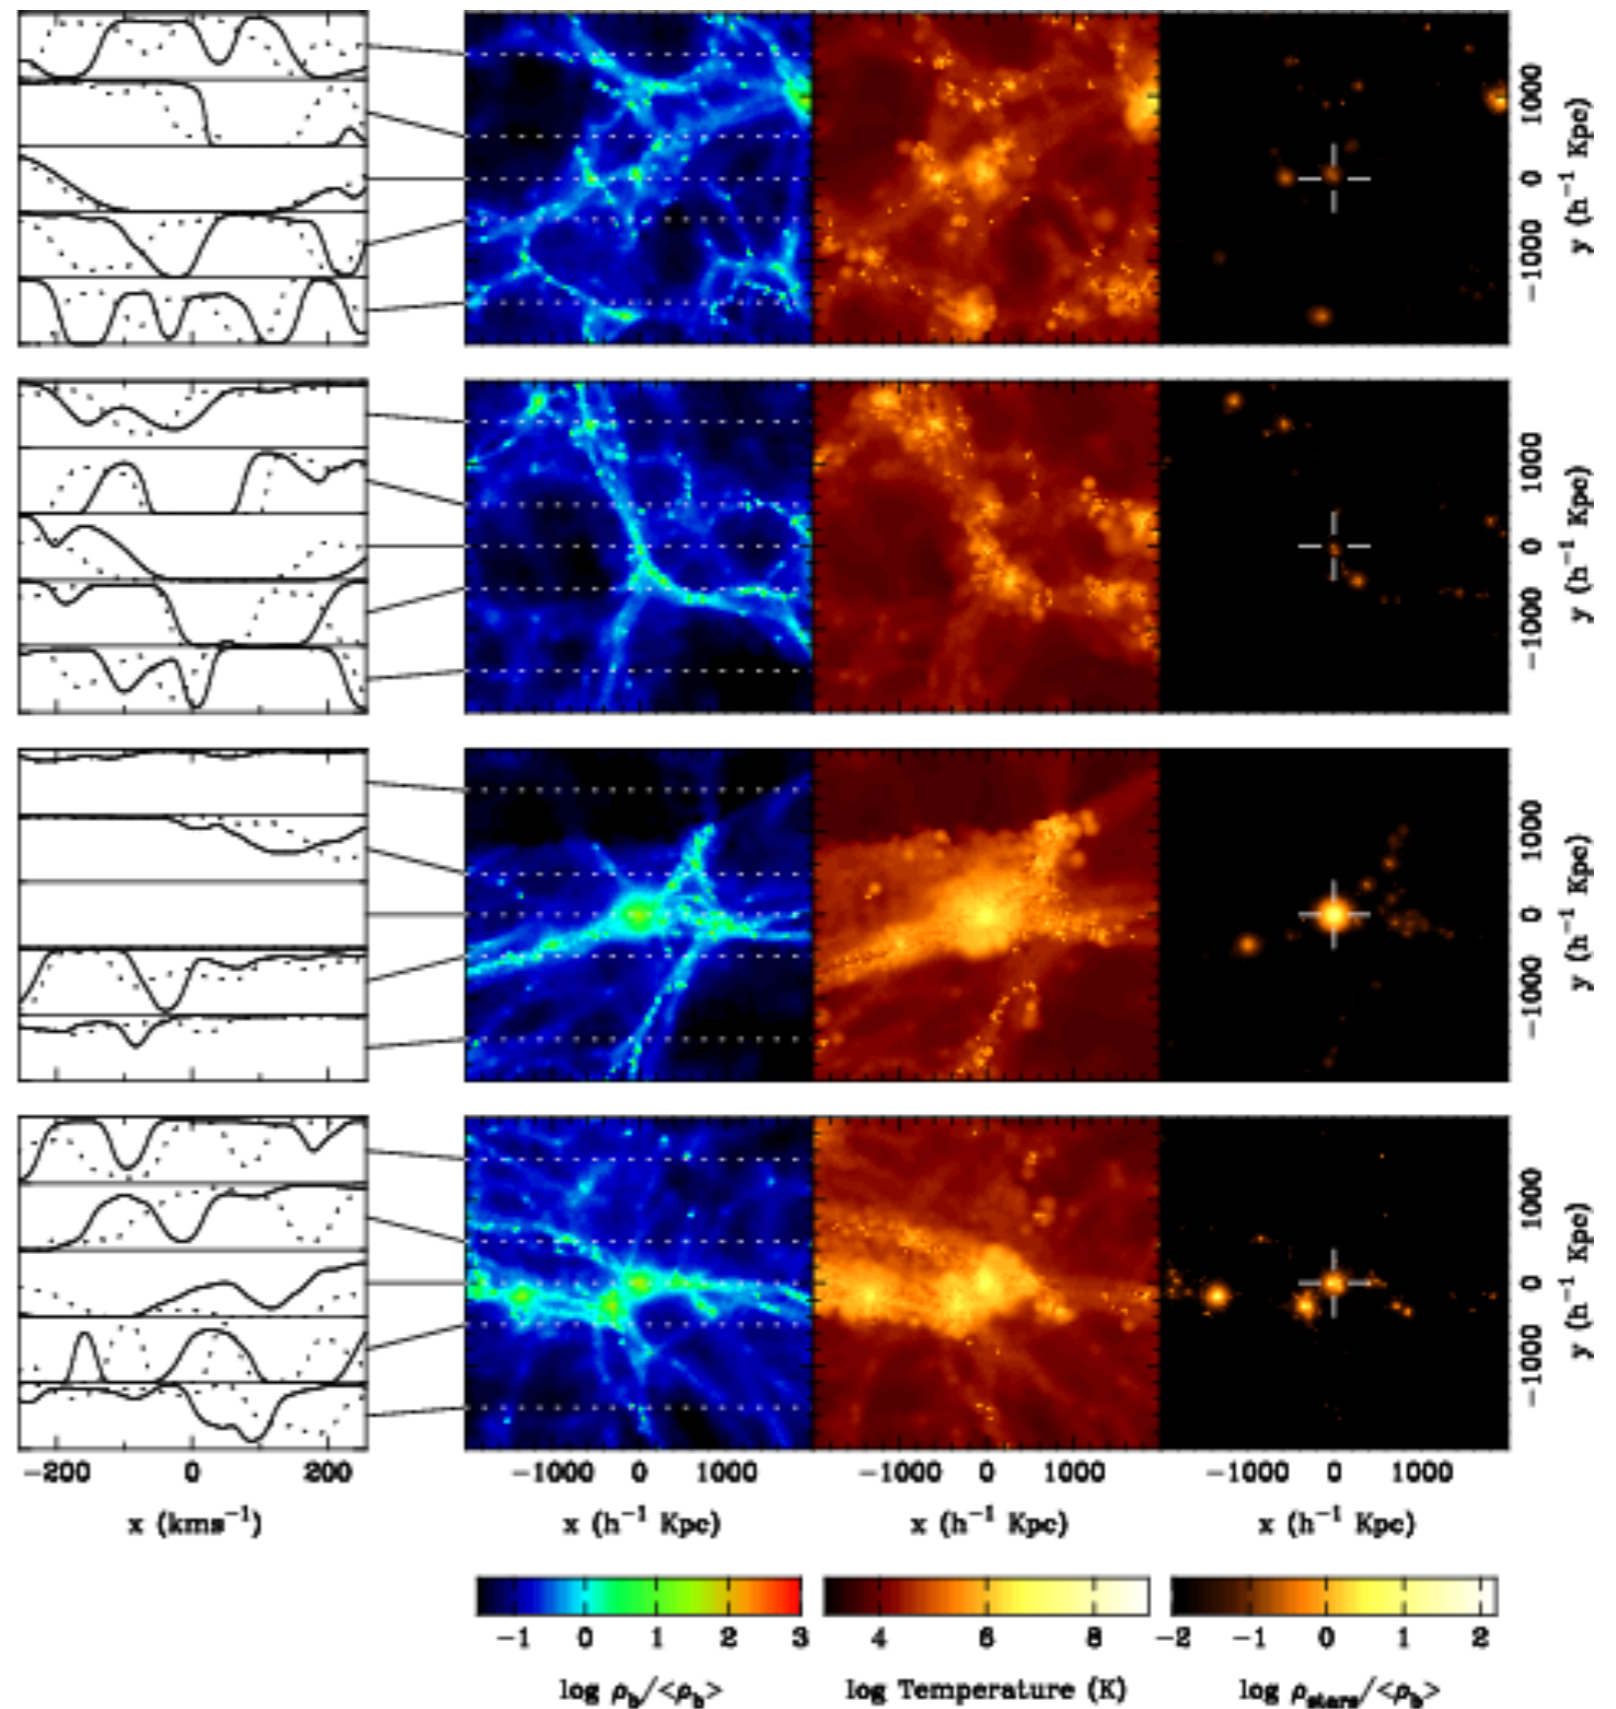 1000
0
−1000
y (h⁻¹ Kpc)
1000
0
−1000
y (h⁻¹ Kpc)
1000
0
−1000
y (h⁻¹ Kpc)
1000
0
−1000
y (h⁻¹ Kpc)
−200 0 200 −1000 0 1000 −1000 0 1000 −1000 0 1000
x (kms⁻¹) x (h⁻¹ Kpc) x (h⁻¹ Kpc) x (h⁻¹ Kpc)
−1 0 1 2 3 4 6 8 −2 −1 0 1 2
log ρb/<ρb> log Temperature (K) log ρstars/<ρb>